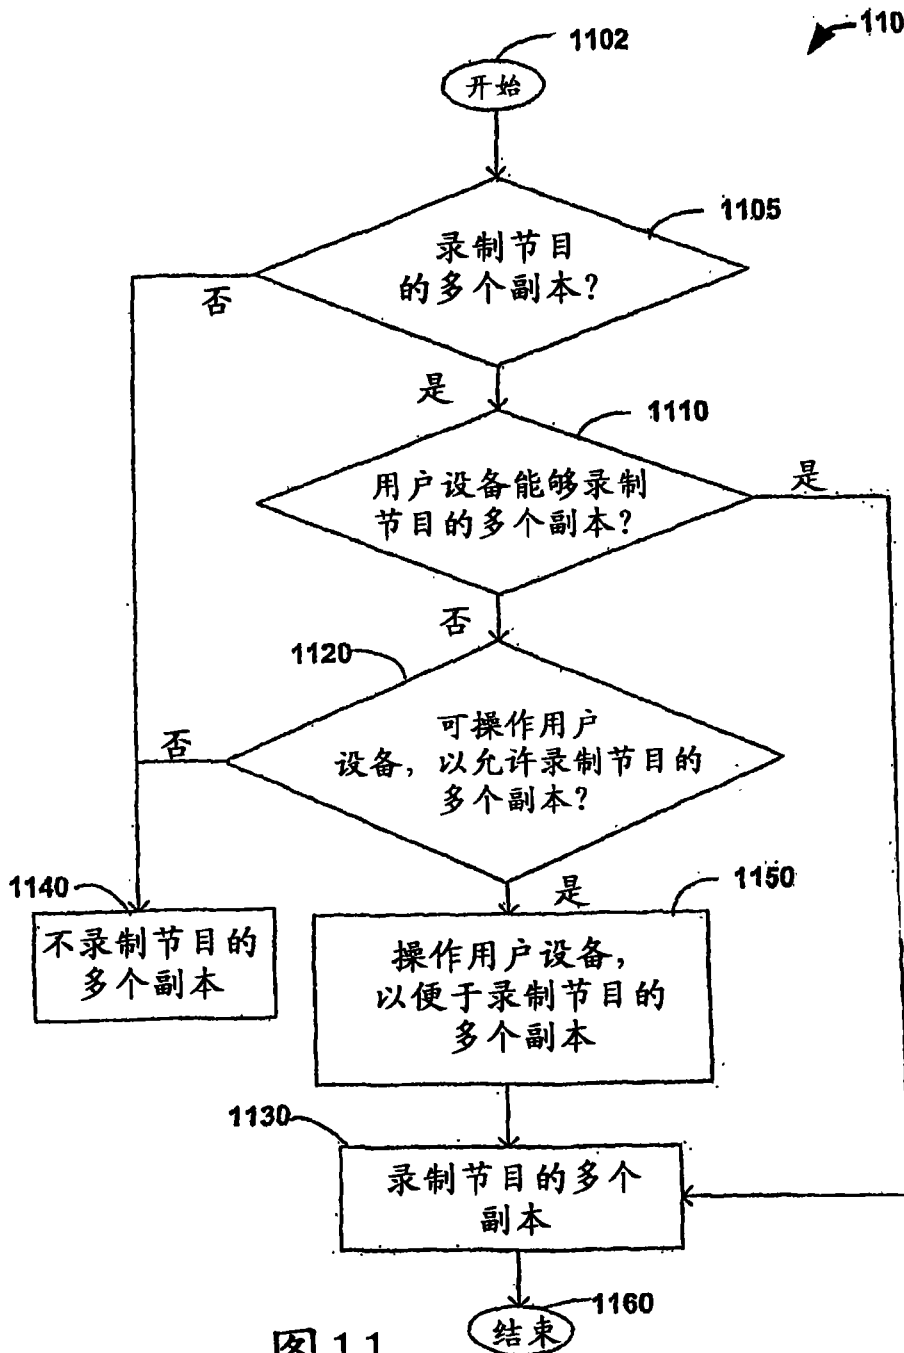 1102
110
开始
1105
录制节目
的多个副本?
否
是
1110
用户设备能够录制
节目的多个副本?
是
否
1120
可操作用户
设备，以允许录制节目的
多个副本?
否
是
1140
不录制节目的
多个副本
1150
操作用户设备，
以便于录制节目的
多个副本
1130
录制节目的多个
副本
1160
结束
图 11